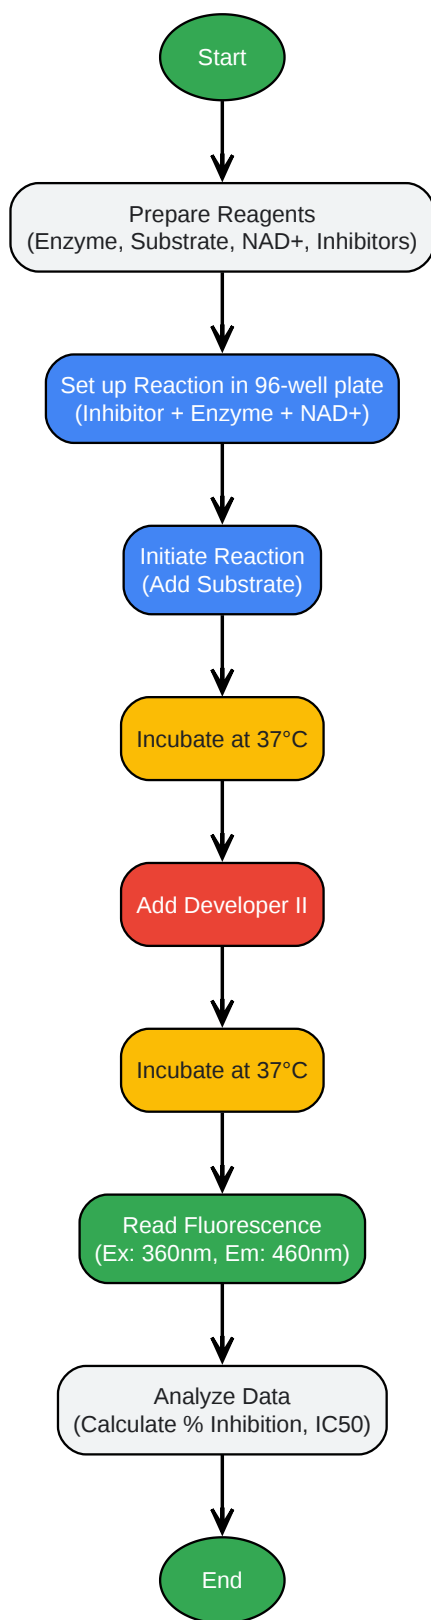 Start
Prepare Reagents
(Enzyme, Substrate, NAD+, Inhibitors)
Set up Reaction in 96-well plate
(Inhibitor + Enzyme + NAD+)
Initiate Reaction
(Add Substrate)
Incubate at 37°C
Add Developer II
Incubate at 37°C
Read Fluorescence
(Ex: 360nm, Em: 460nm)
Analyze Data
(Calculate % Inhibition, IC50)
End